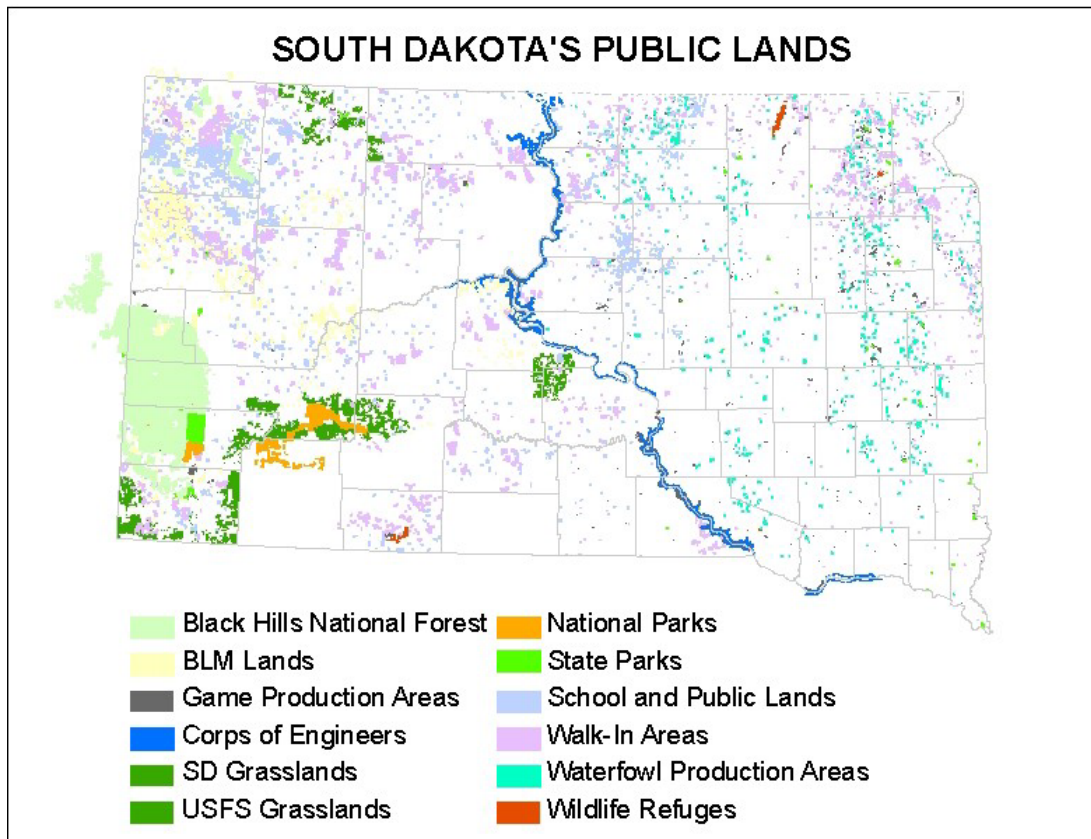 SOUTH DAKOTA'S PUBLIC LANDS
Black Hills National Forest
BLM Lands
Game Production Areas
Corps of Engineers
SD Grasslands
USFS Grasslands
National Parks
State Parks
School and Public Lands
Walk-In Areas
Waterfowl Production Areas
Wildlife Refuges